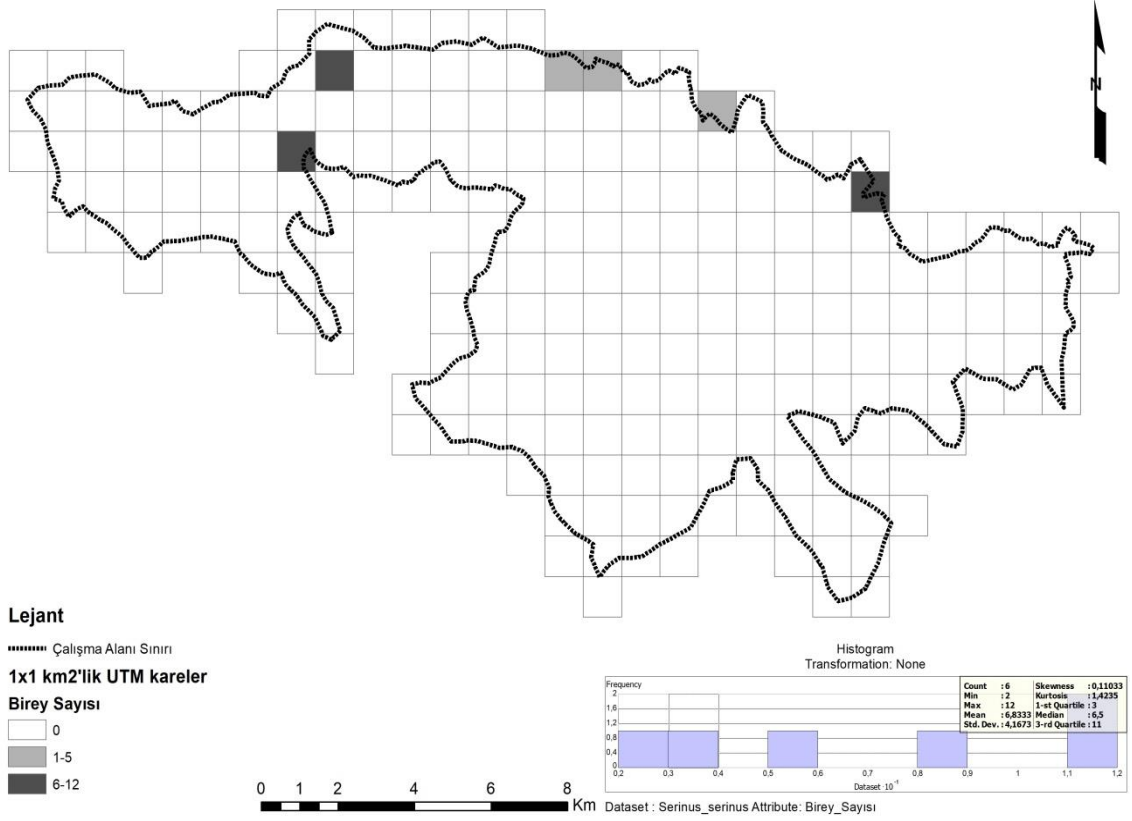 N
Lejant
Çalışma Alanı Sınırı
1x1 km2'lik UTM kareler
Birey Sayısı
0
1-5
6-12
0 1 2 4 6 8
Km
Histogram
Transformation: None
Frequency
2
1,6
1,2
0,8
0,4
0
0,2 0,3 0,4 0,5 0,6 0,7 0,8 0,9 1 1,1 1,2
Dataset ·10⁻¹
Count : 6 Skewness : 0,11033
Min : 2 Kurtosis : 1,4235
Max : 12 1-st Quartile : 3
Mean : 6,8333 Median : 6,5
Std. Dev. : 4,1673 3-rd Quartile : 11
Dataset : Serinus_serinus Attribute: Birey_Sayısı